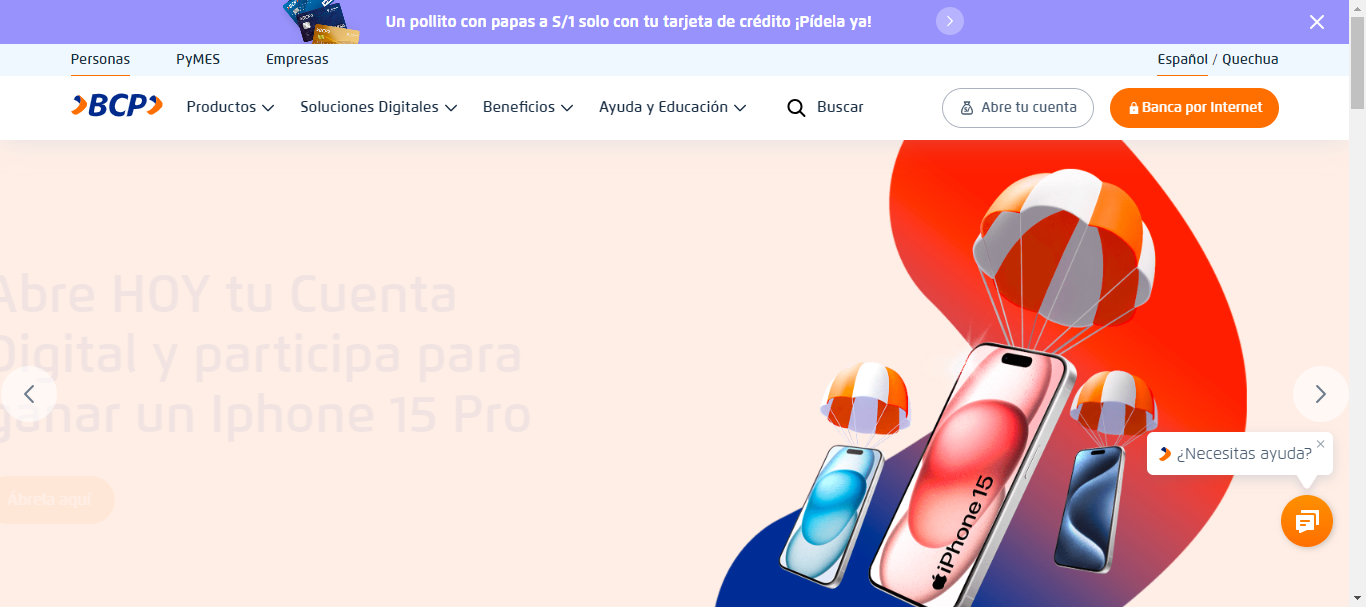 Un pollito con papas a S/1 solo con tu tarjeta de crédito ¡Pídela ya!
Personas PyMES Empresas Español / Quechua
BCP Productos Soluciones Digitales Beneficios Ayuda y Educación Buscar Abre tu cuenta Banca por Internet
Abre HOY tu Cuenta
Digital y participa para
ganar un Iphone 15 Pro
Ábrela aquí
iPhone 15
¿Necesitas ayuda?